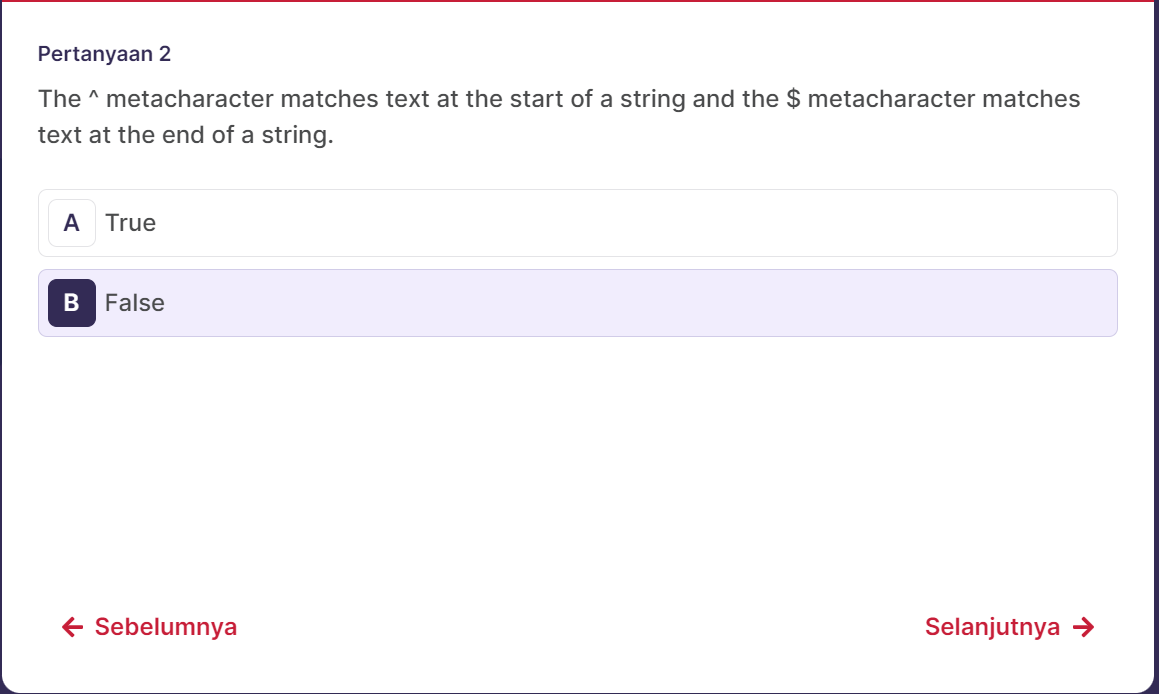 Pertanyaan 2
The ^ metacharacter matches text at the start of a string and the $ metacharacter matches
text at the end of a string.
A True
B False
← Sebelumnya
Selanjutnya →